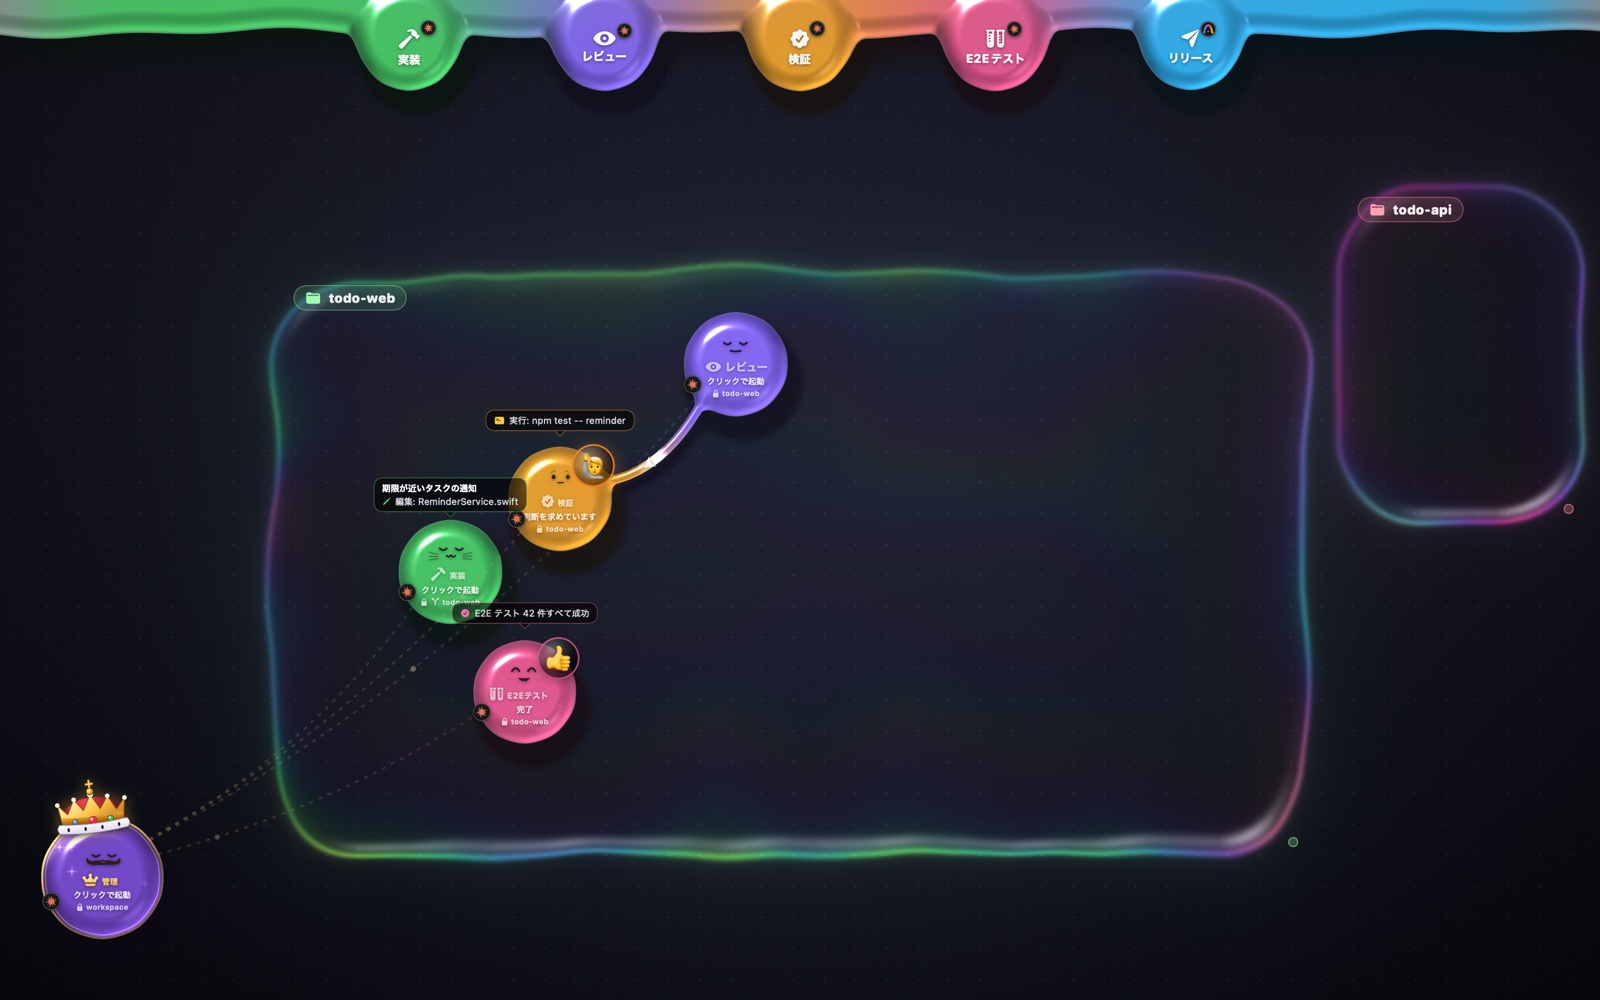 実装
レビュー
検証
E2Eテスト
リリース
todo-api
todo-web
レビュー
クリックで起動
todo-web
実行: npm test -- reminder
検証
判断を求めています
todo-web
期限が近いタスクの通知
編集: ReminderService.swift
実装
クリックで起動
todo-web
E2E テスト 42 件すべて成功
E2Eテスト
完了
todo-web
管理
クリックで起動
workspace